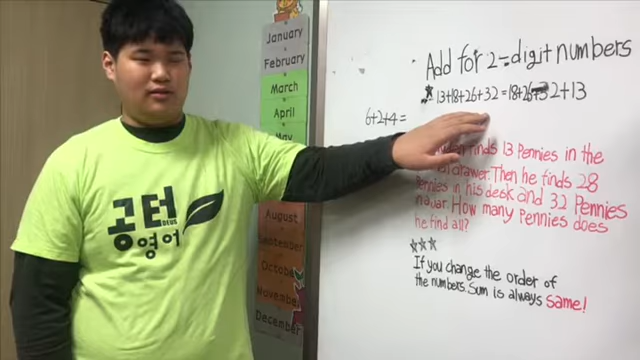 January
February
March
April
May
August
September
October
November
December
공터
영어
Add for 2-digit numbers
13+18+26+32=18+26+32+13
6+2+4=
finds 13 Pennies in the
drawer. Then he finds 28
Pennies in his desk and 32 Pennies
How many Pennies does
he find all?
If you change the order of
the numbers. Sum is always same!